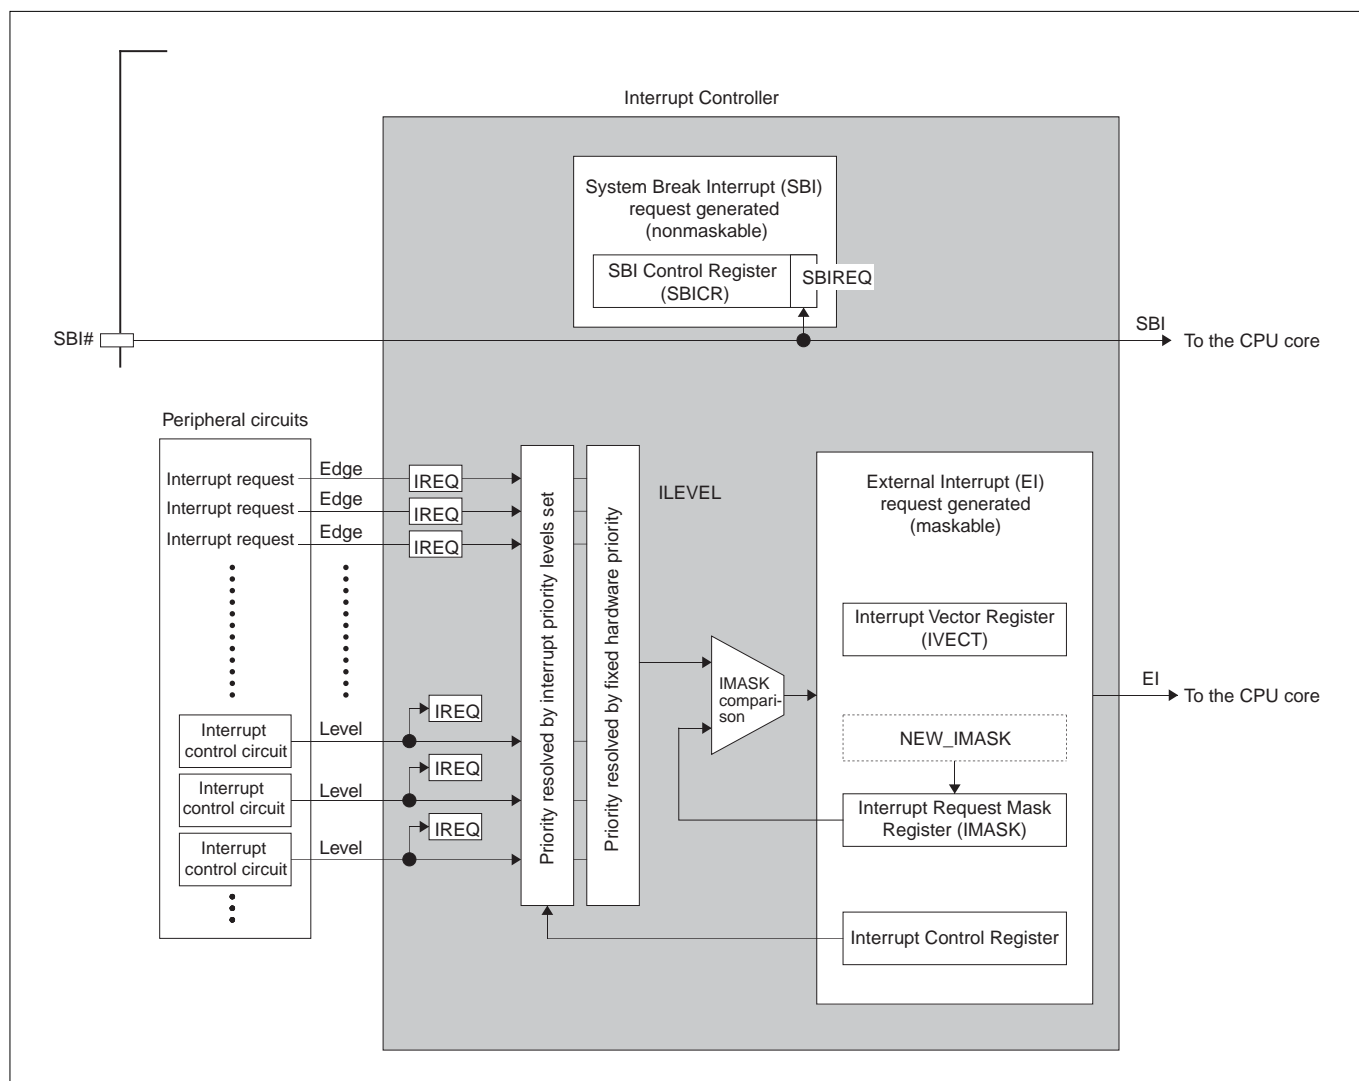 Interrupt Controller
System Break Interrupt (SBI)
request generated
(nonmaskable)
SBI Control Register
(SBICR)
SBIREQ
SBI#
SBI
To the CPU core
Peripheral circuits
Interrupt request
Edge
IREQ
Interrupt request
Edge
IREQ
Interrupt request
Edge
IREQ
Interrupt
control circuit
Level
IREQ
Interrupt
control circuit
Level
IREQ
Interrupt
control circuit
Level
IREQ
Priority resolved by interrupt priority levels set
Priority resolved by fixed hardware priority
ILEVEL
IMASK
compari-
son
External Interrupt (EI)
request generated
(maskable)
Interrupt Vector Register
(IVECT)
NEW_IMASK
Interrupt Request Mask
Register (IMASK)
Interrupt Control Register
EI
To the CPU core